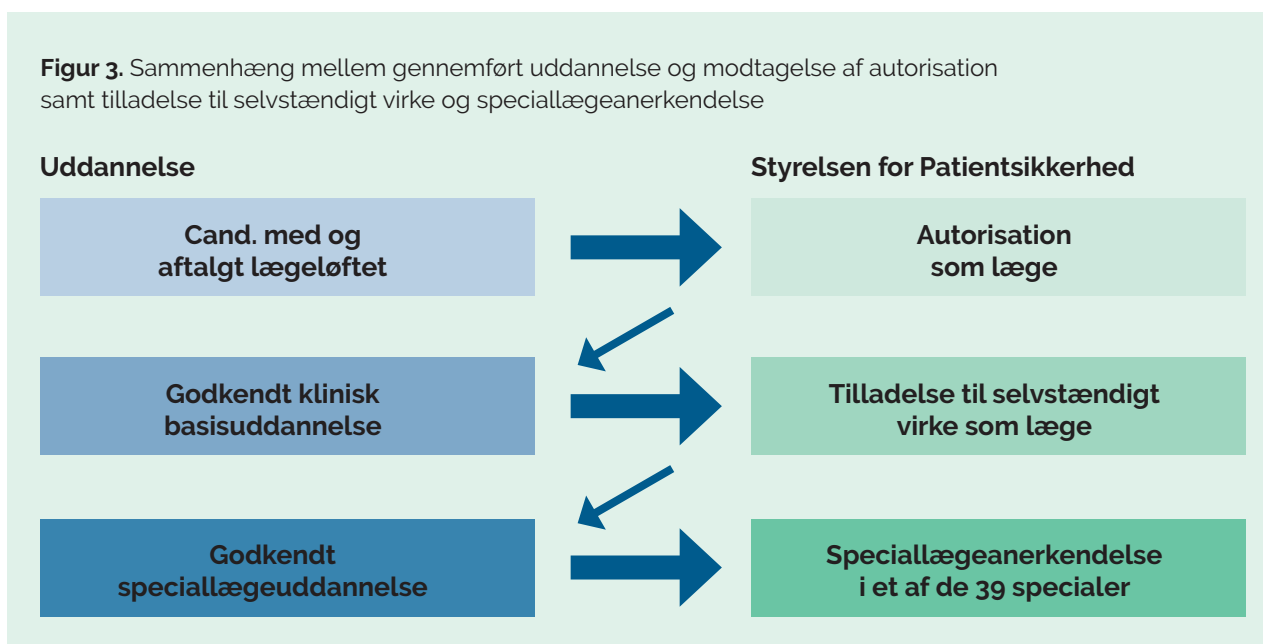 Figur 3. Sammenhæng mellem gennemført uddannelse og modtagelse af autorisation
samt tilladelse til selvstændigt virke og speciallægeanerkendelse
Uddannelse
Styrelsen for Patientsikkerhed
Cand. med og
aftalgt lægeløftet
Autorisation
som læge
Godkendt klinisk
basisuddannelse
Tilladelse til selvstændigt
virke som læge
Godkendt
speciallægeuddannelse
Speciallægeanerkendelse
i et af de 39 specialer